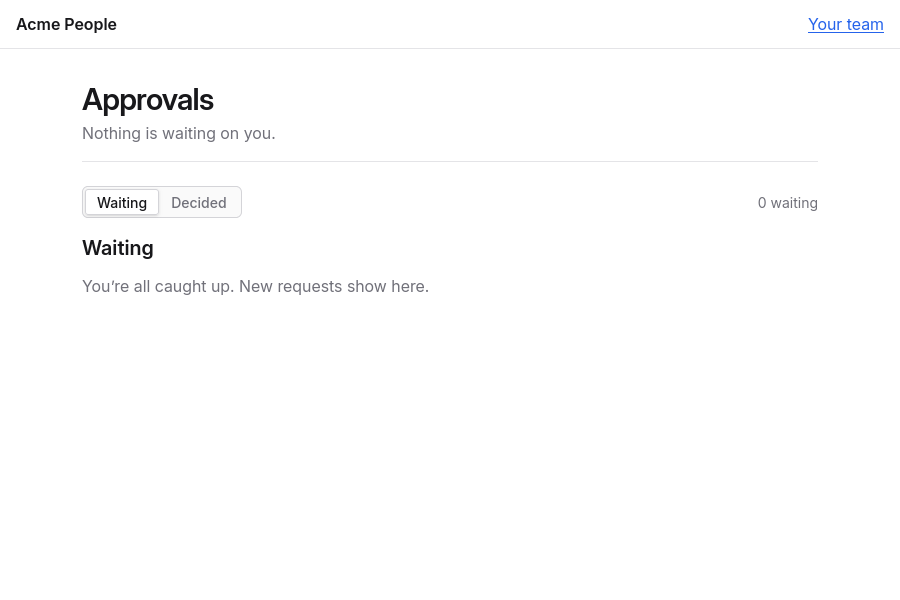 Acme People
Your team
Approvals
Nothing is waiting on you.
Waiting
Decided
0 waiting
Waiting
You’re all caught up. New requests show here.